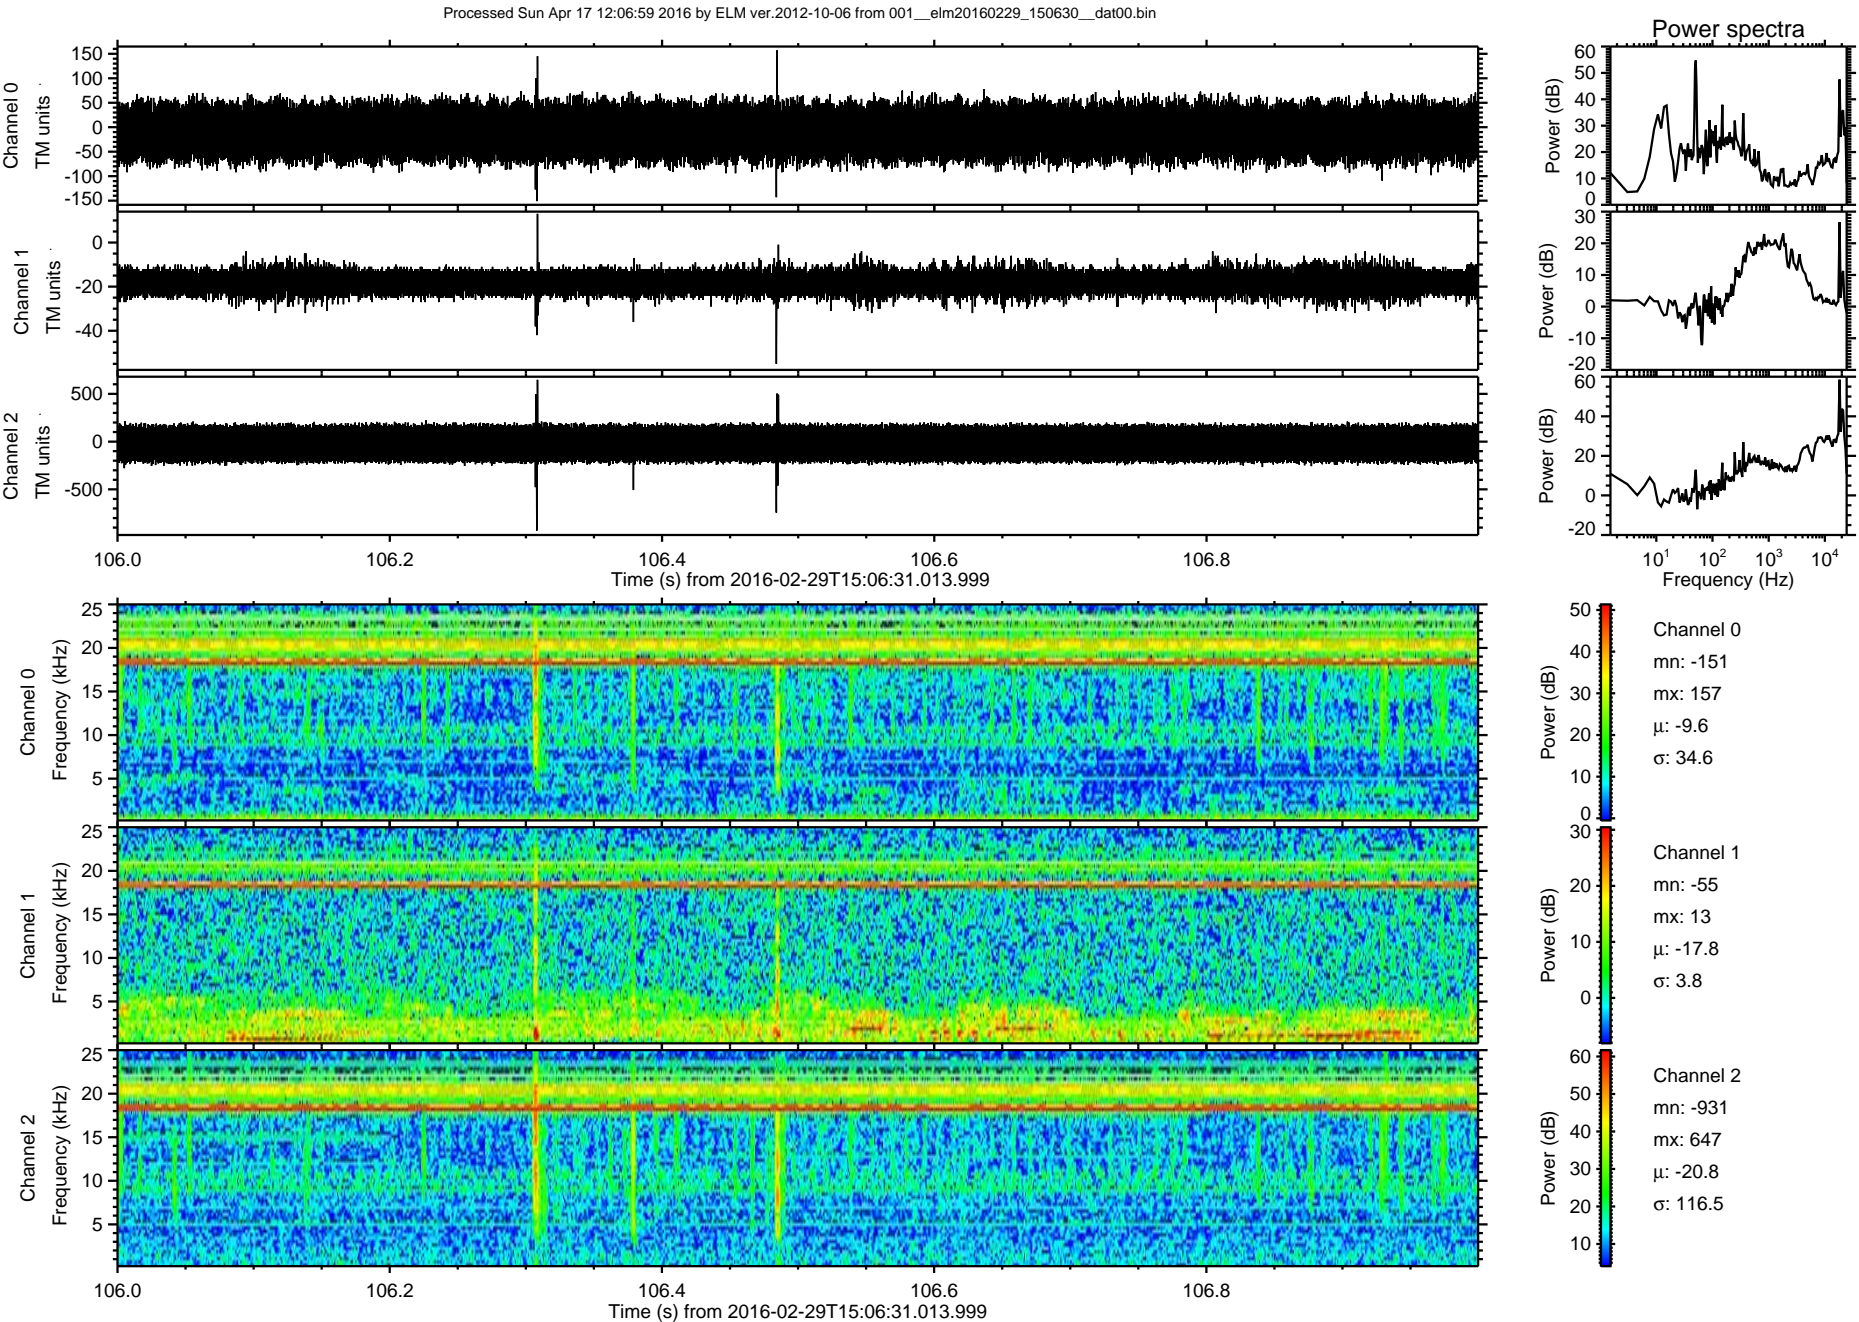 Processed Sun Apr 17 12:06:59 2016 by ELM ver.2012-10-06 from 001__elm20160229_150630__dat00.bin
Power spectra
Channel 0
TM units
150
100
50
0
-50
-100
-150
Power (dB)
60
50
40
30
20
10
0
Channel 1
TM units
0
-20
-40
Power (dB)
30
20
10
0
-10
-20
Channel 2
TM units
500
0
-500
Power (dB)
60
40
20
0
-20
106.0 106.2 106.4 106.6 106.8
Time (s) from 2016-02-29T15:06:31.013.999
10^1 10^2 10^3 10^4
Frequency (Hz)
Channel 0
Frequency (kHz)
25
20
15
10
5
Power (dB)
50
40
30
20
10
0
Channel 0
mn: -151
mx: 157
μ: -9.6
σ: 34.6
Channel 1
Frequency (kHz)
25
20
15
10
5
Power (dB)
30
20
10
0
Channel 1
mn: -55
mx: 13
μ: -17.8
σ: 3.8
Channel 2
Frequency (kHz)
25
20
15
10
5
Power (dB)
60
50
40
30
20
10
Channel 2
mn: -931
mx: 647
μ: -20.8
σ: 116.5
106.0 106.2 106.4 106.6 106.8
Time (s) from 2016-02-29T15:06:31.013.999